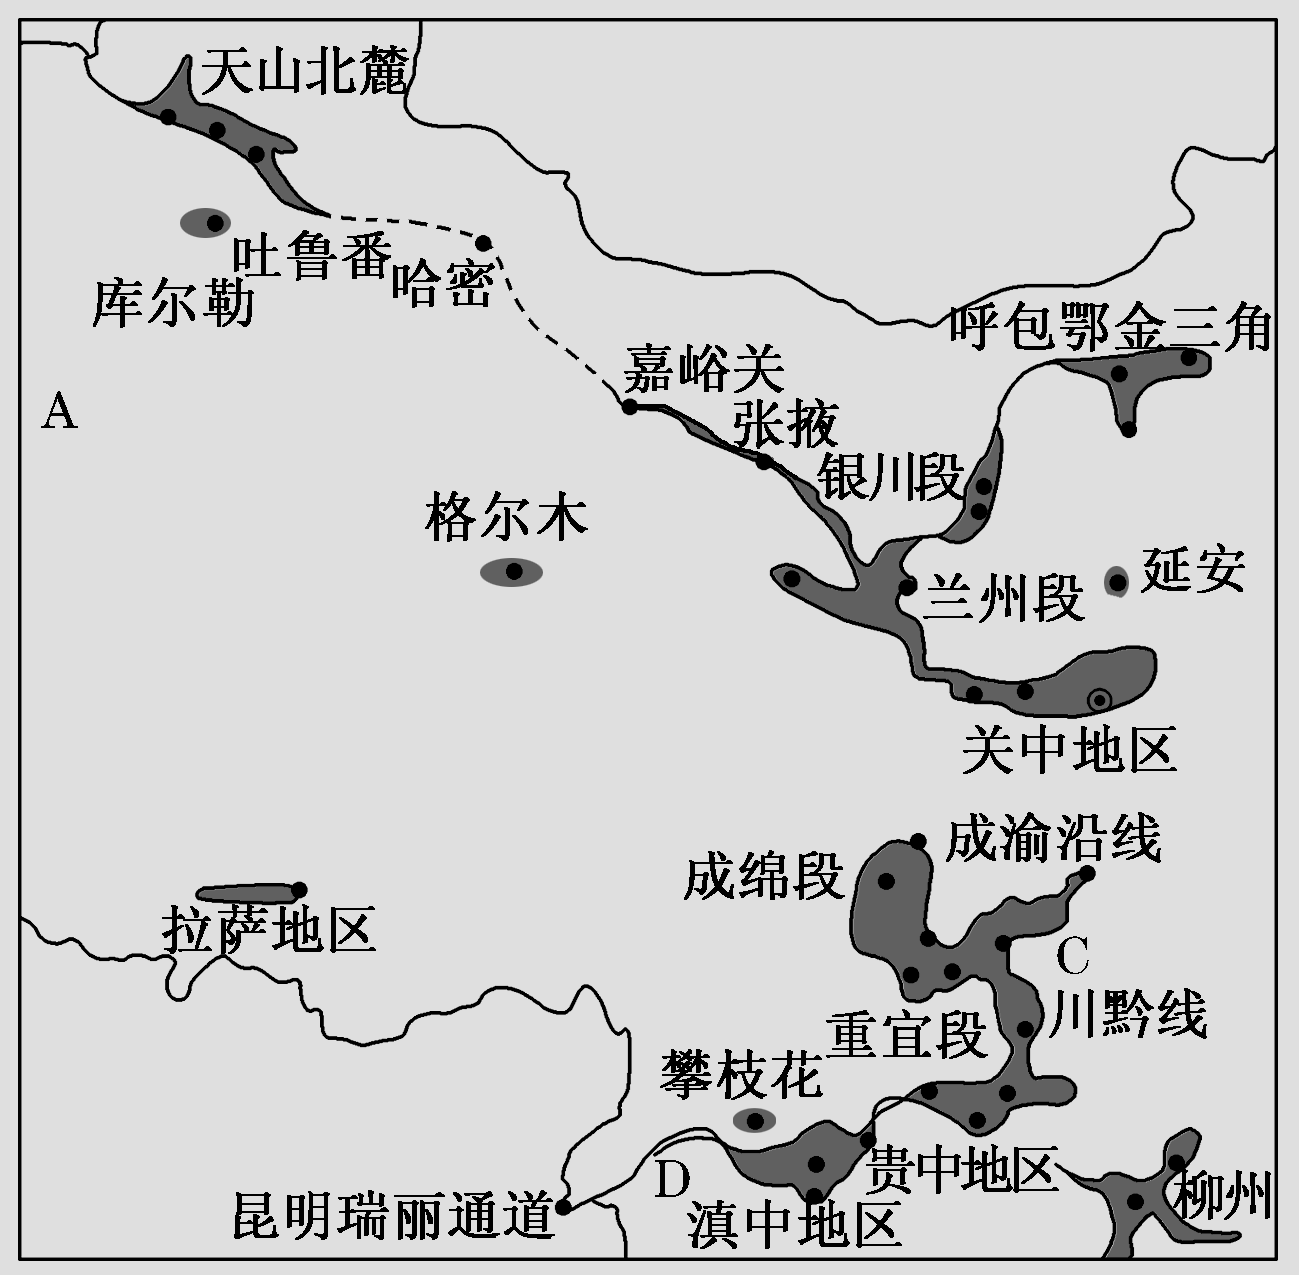 天山北麓
吐鲁番
哈密
库尔勒
呼包鄂金三角
嘉峪关
A
张掖
银川段
格尔木
延安
兰州段
关中地区
成渝沿线
成绵段
拉萨地区
C
川黔线
重宜段
攀枝花
贵中地区
D
柳州
昆明瑞丽通道
滇中地区